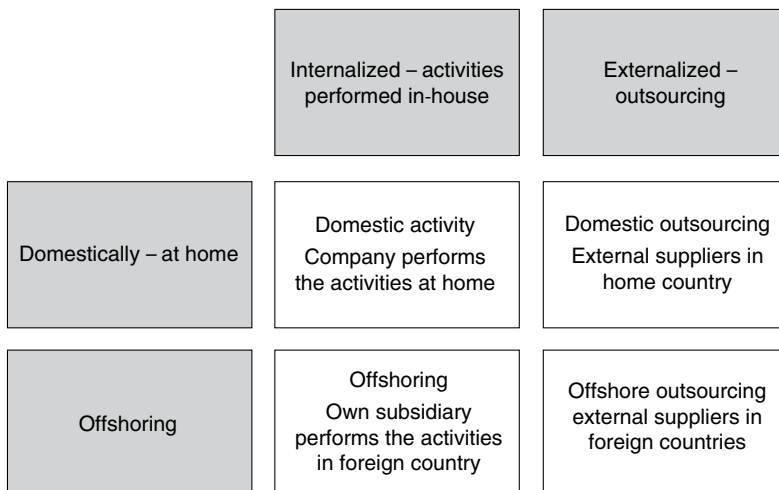 Internalized – activities
performed in-house
Externalized –
outsourcing
Domestically – at home
Domestic activity
Company performs
the activities at home
Domestic outsourcing
External suppliers in
home country
Offshoring
Offshoring
Own subsidiary
performs the activities
in foreign country
Offshore outsourcing
external suppliers in
foreign countries